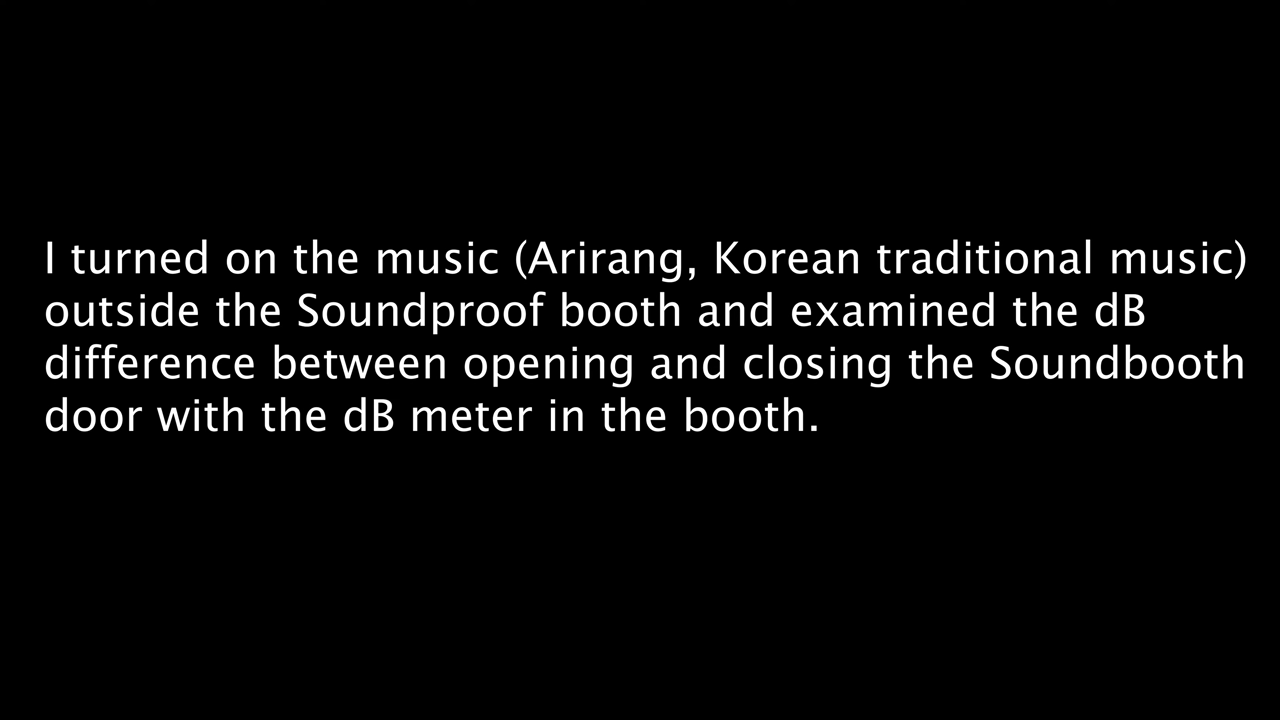 I turned on the music (Arirang, Korean traditional music)
outside the Soundproof booth and examined the dB
difference between opening and closing the Soundbooth
door with the dB meter in the booth.